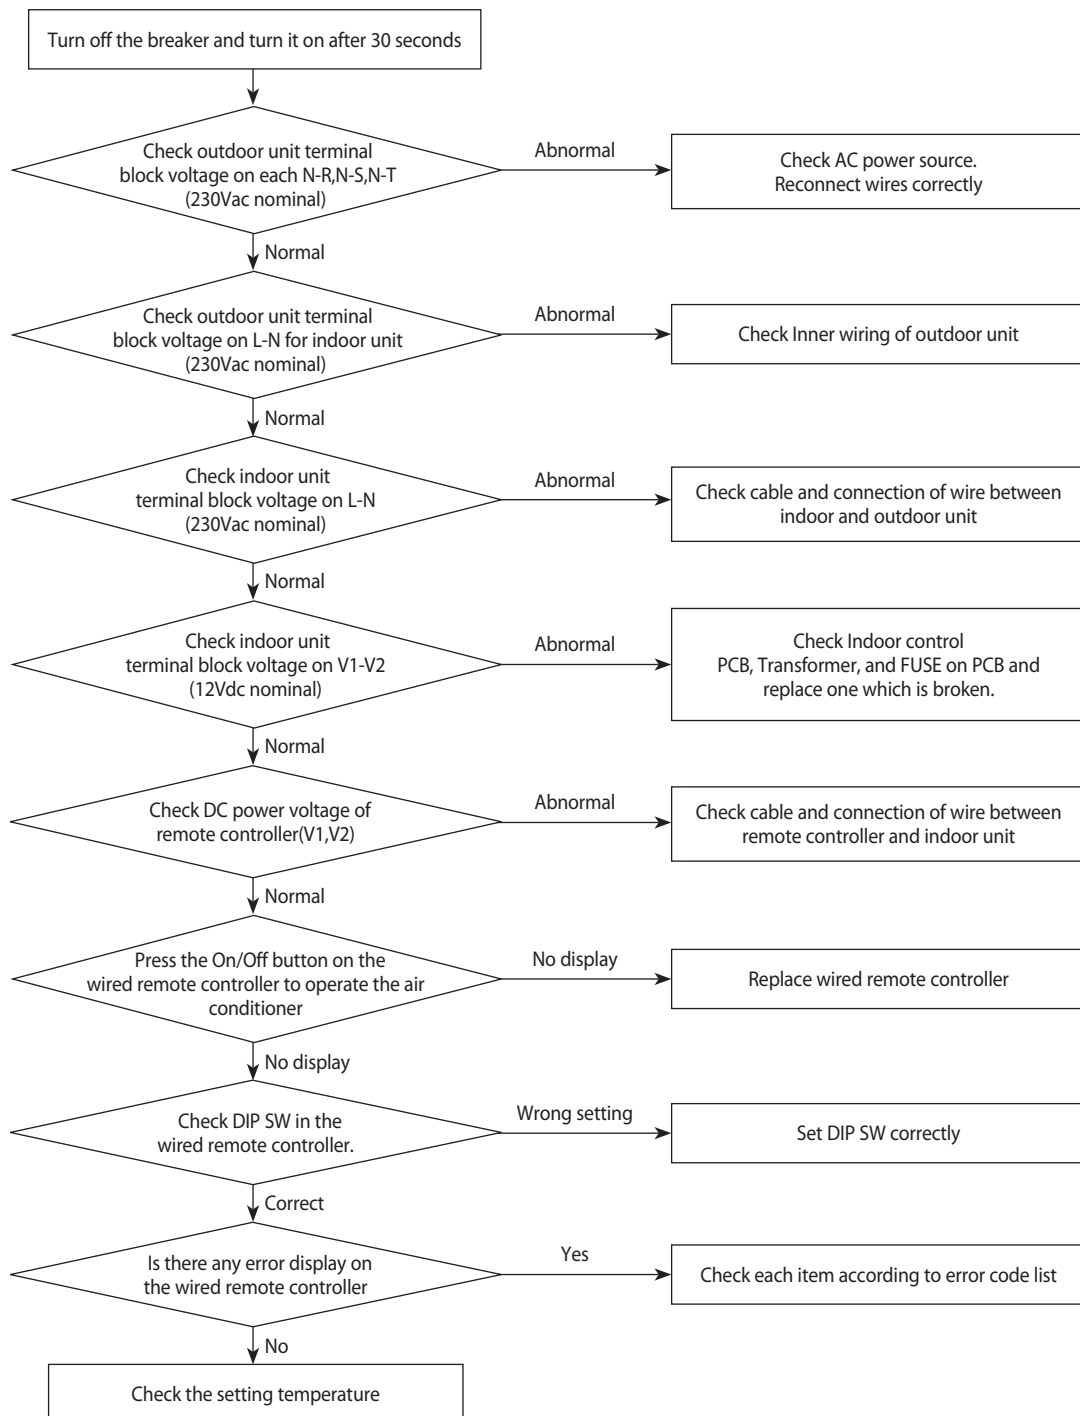 Turn off the breaker and turn it on after 30 seconds
Check outdoor unit terminal
block voltage on each N-R,N-S,N-T
(230Vac nominal)
Abnormal
Check AC power source.
Reconnect wires correctly
Normal
Check outdoor unit terminal
block voltage on L-N for indoor unit
(230Vac nominal)
Abnormal
Check Inner wiring of outdoor unit
Normal
Check indoor unit
terminal block voltage on L-N
(230Vac nominal)
Abnormal
Check cable and connection of wire between
indoor and outdoor unit
Normal
Check indoor unit
terminal block voltage on V1-V2
(12Vdc nominal)
Abnormal
Check Indoor control
PCB, Transformer, and FUSE on PCB and
replace one which is broken.
Normal
Check DC power voltage of
remote controller(V1,V2)
Abnormal
Check cable and connection of wire between
remote controller and indoor unit
Normal
Press the On/Off button on the
wired remote controller to operate the air
conditioner
No display
Replace wired remote controller
No display
Check DIP SW in the
wired remote controller.
Wrong setting
Set DIP SW correctly
Correct
Is there any error display on
the wired remote controller
Yes
Check each item according to error code list
No
Check the setting temperature